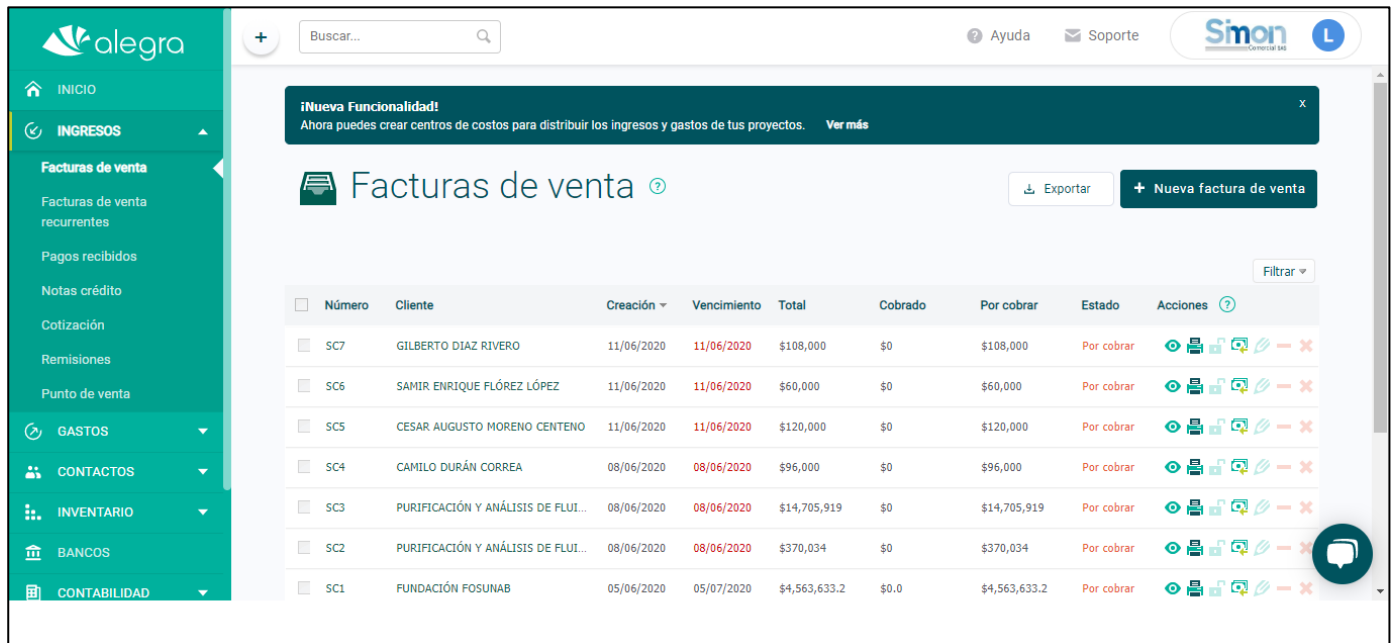 alegra
+ Buscar... Ayuda Soporte Simon Comercial SAS L
INICIO
INGRESOS
Facturas de venta
Facturas de venta
recurrentes
Pagos recibidos
Notas crédito
Cotización
Remisiones
Punto de venta
GASTOS
CONTACTOS
INVENTARIO
BANCOS
CONTABILIDAD
¡Nueva Funcionalidad! x
Ahora puedes crear centros de costos para distribuir los ingresos y gastos de tus proyectos. Ver más
Facturas de venta ?
Exportar + Nueva factura de venta
Filtrar
Número Cliente Creación Vencimiento Total Cobrado Por cobrar Estado Acciones ?
SC7 GILBERTO DIAZ RIVERO 11/06/2020 11/06/2020 $108,000 $0 $108,000 Por cobrar
SC6 SAMIR ENRIQUE FLÓREZ LÓPEZ 11/06/2020 11/06/2020 $60,000 $0 $60,000 Por cobrar
SC5 CESAR AUGUSTO MORENO CENTENO 11/06/2020 11/06/2020 $120,000 $0 $120,000 Por cobrar
SC4 CAMILO DURÁN CORREA 08/06/2020 08/06/2020 $96,000 $0 $96,000 Por cobrar
SC3 PURIFICACIÓN Y ANÁLISIS DE FLUI... 08/06/2020 08/06/2020 $14,705,919 $0 $14,705,919 Por cobrar
SC2 PURIFICACIÓN Y ANÁLISIS DE FLUI... 08/06/2020 08/06/2020 $370,034 $0 $370,034 Por cobrar
SC1 FUNDACIÓN FOSUNAB 05/06/2020 05/07/2020 $4,563,633.2 $0.0 $4,563,633.2 Por cobrar